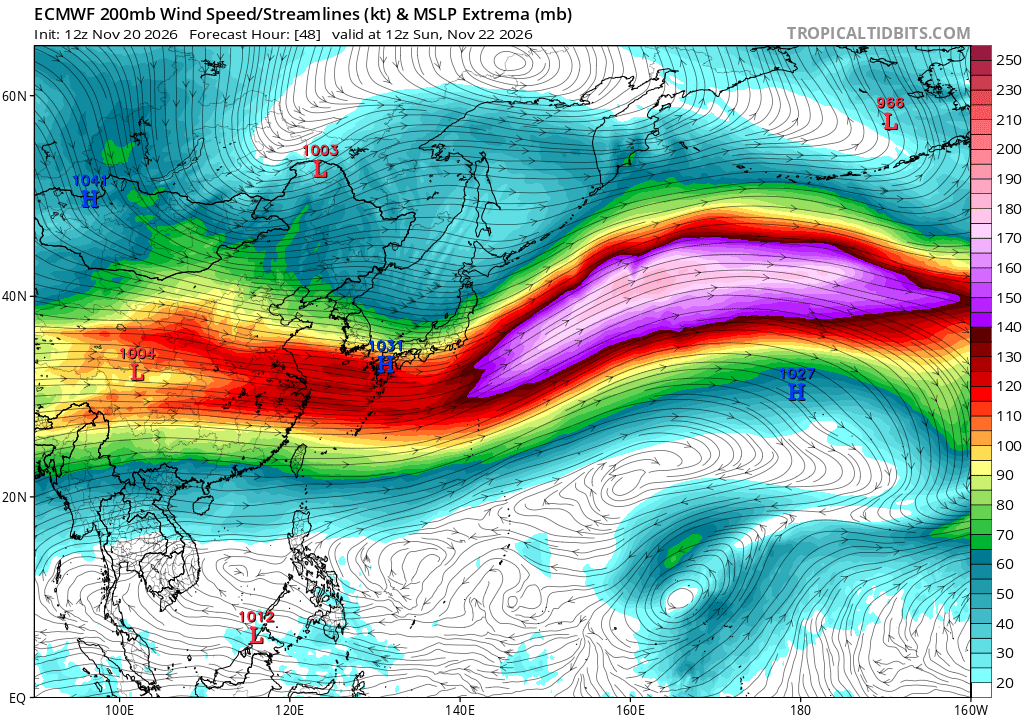 ECMWF 200mb Wind Speed/Streamlines (kt) & MSLP Extrema (mb)
Init: 12z Nov 20 2026 Forecast Hour: [48] valid at 12z Sun, Nov 22 2026
TROPICALTIDBITS.COM
250
230
210
200
190
180
170
160
150
140
130
120
110
100
90
80
70
60
50
40
30
20
60N
40N
20N
EQ
966
L
1003
L
1041
H
1031
H
1004
L
1027
H
1012
L
100E
120E
140E
160E
180
160W